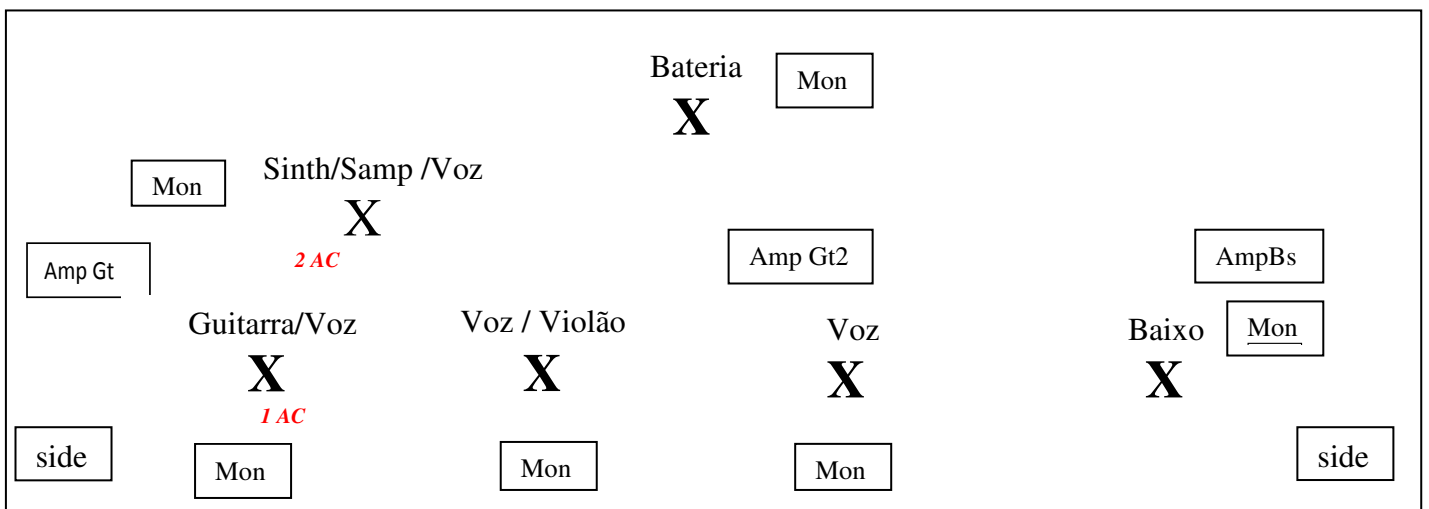 Bateria
Mon
X
Sinth/Samp /Voz
Mon
X
2 AC
Amp Gt
Amp Gt2
AmpBs
Guitarra/Voz
Voz / Violão
Voz
Baixo
Mon
X
X
X
X
1 AC
side
Mon
Mon
Mon
side